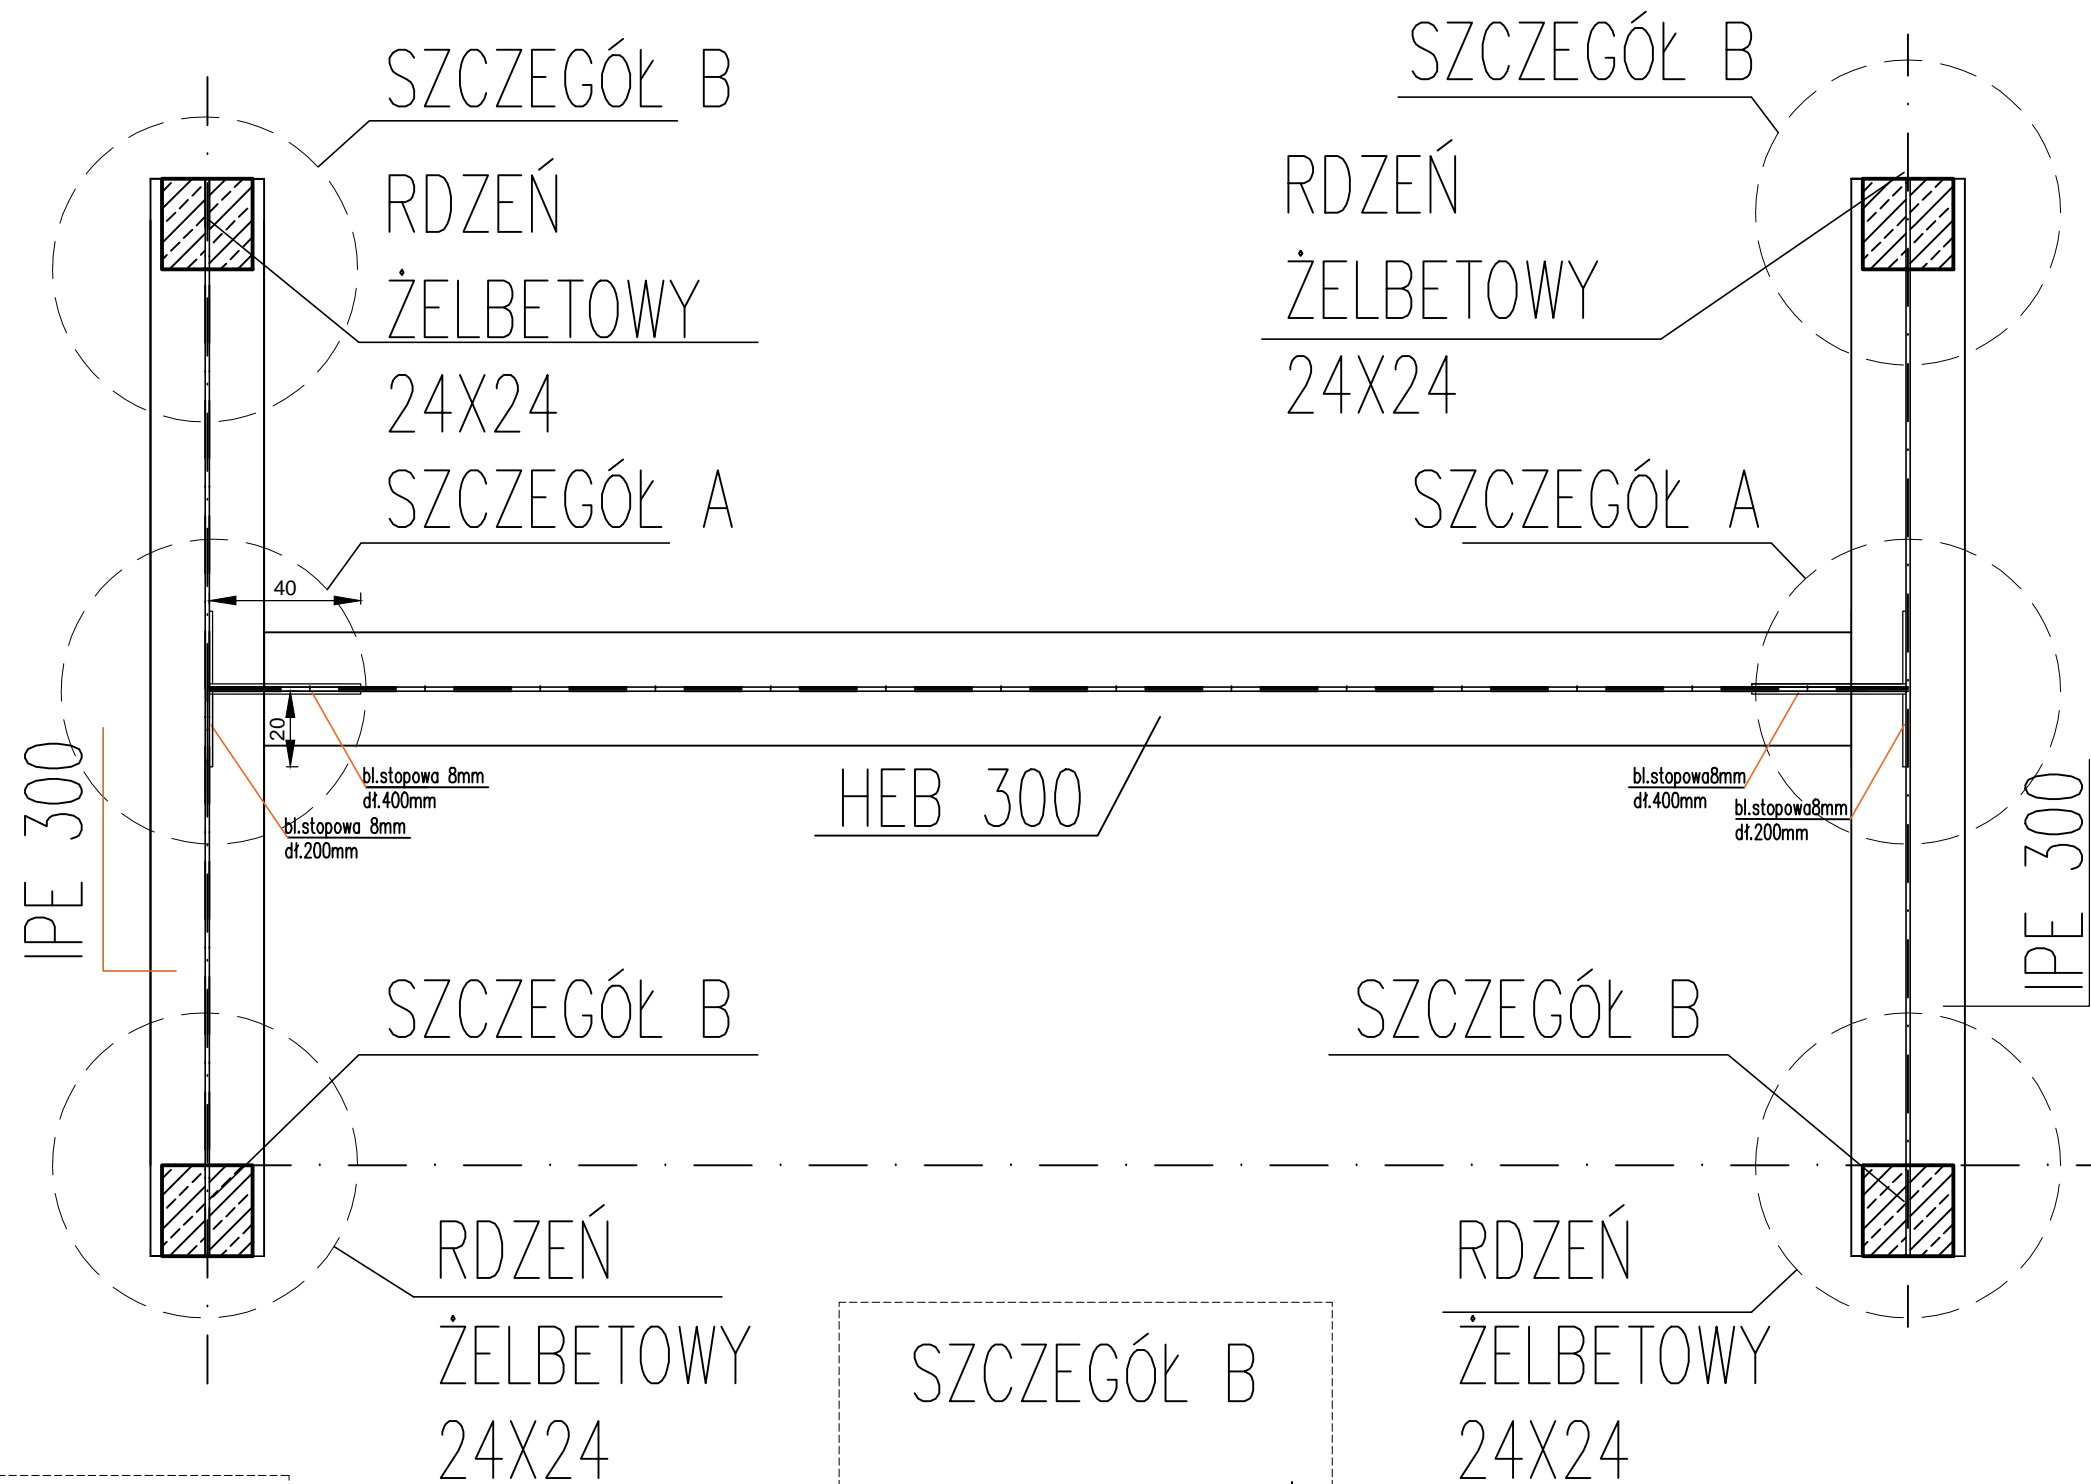 SZCZEGÓŁ B
RDZEŃ
ŻELBETOWY
24X24
SZCZEGÓŁ A
SZCZEGÓŁ B
RDZEŃ
ŻELBETOWY
24X24
SZCZEGÓŁ A
40
20
bl.stopowa 8mm
dł.400mm
bl.stopowa 8mm
dł.200mm
IPE 300
HEB 300
bl.stopowa8mm
dł.400mm
bl.stopowa8mm
dł.200mm
IPE 300
SZCZEGÓŁ B
SZCZEGÓŁ B
RDZEŃ
ŻELBETOWY
24X24
SZCZEGÓŁ B
RDZEŃ
ŻELBETOWY
24X24